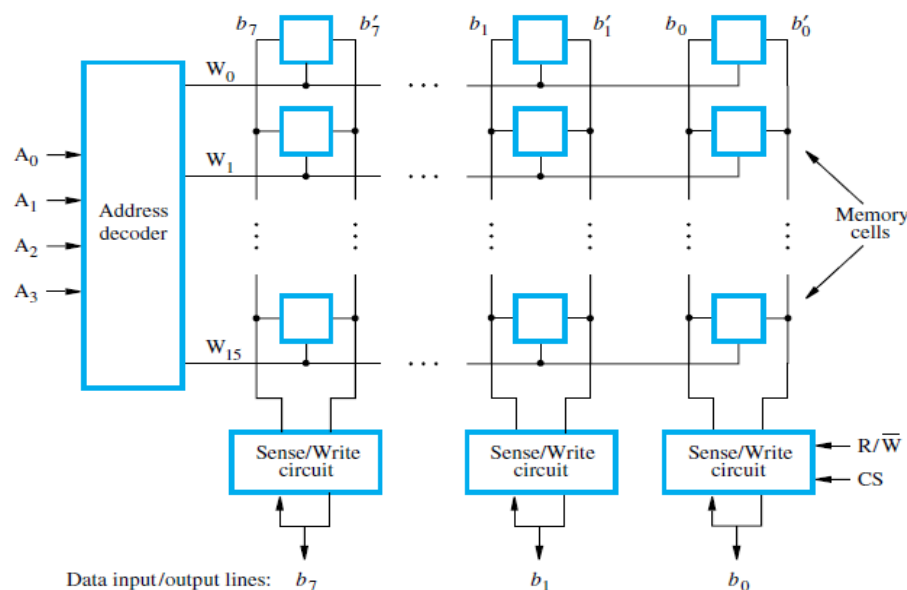 b₇ b′₇ b₁ b′₁ b₀ b′₀
W₀
...
A₀
W₁
...
A₁
Address
decoder
Memory
cells
A₂
A₃
W₁₅
...
Sense/Write
circuit
Sense/Write
circuit
Sense/Write
circuit
R/W̅
CS
Data input/output lines: b₇ b₁ b₀